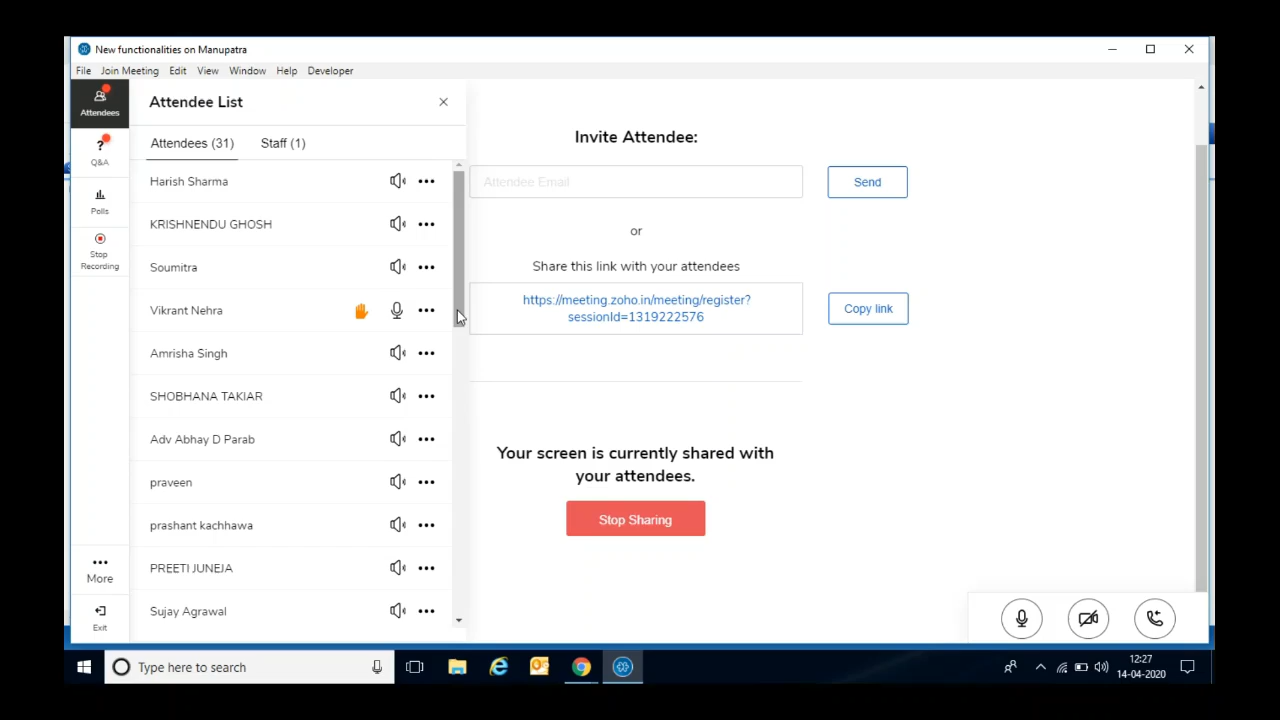 New functionalities on Manupatra
File Join Meeting Edit View Window Help Developer
Attendees
Q&A
Polls
Stop
Recording
More
Exit
Attendee List
Attendees (31) Staff (1)
Harish Sharma
KRISHNENDU GHOSH
Soumitra
Vikrant Nehra
Amrisha Singh
SHOBHANA TAKIAR
Adv Abhay D Parab
praveen
prashant kachhawa
PREETI JUNEJA
Sujay Agrawal
Invite Attendee:
Attendee Email
Send
or
Share this link with your attendees
https://meeting.zoho.in/meeting/register?
sessionId=1319222576
Copy link
Your screen is currently shared with
your attendees.
Stop Sharing
Type here to search
12:27
14-04-2020